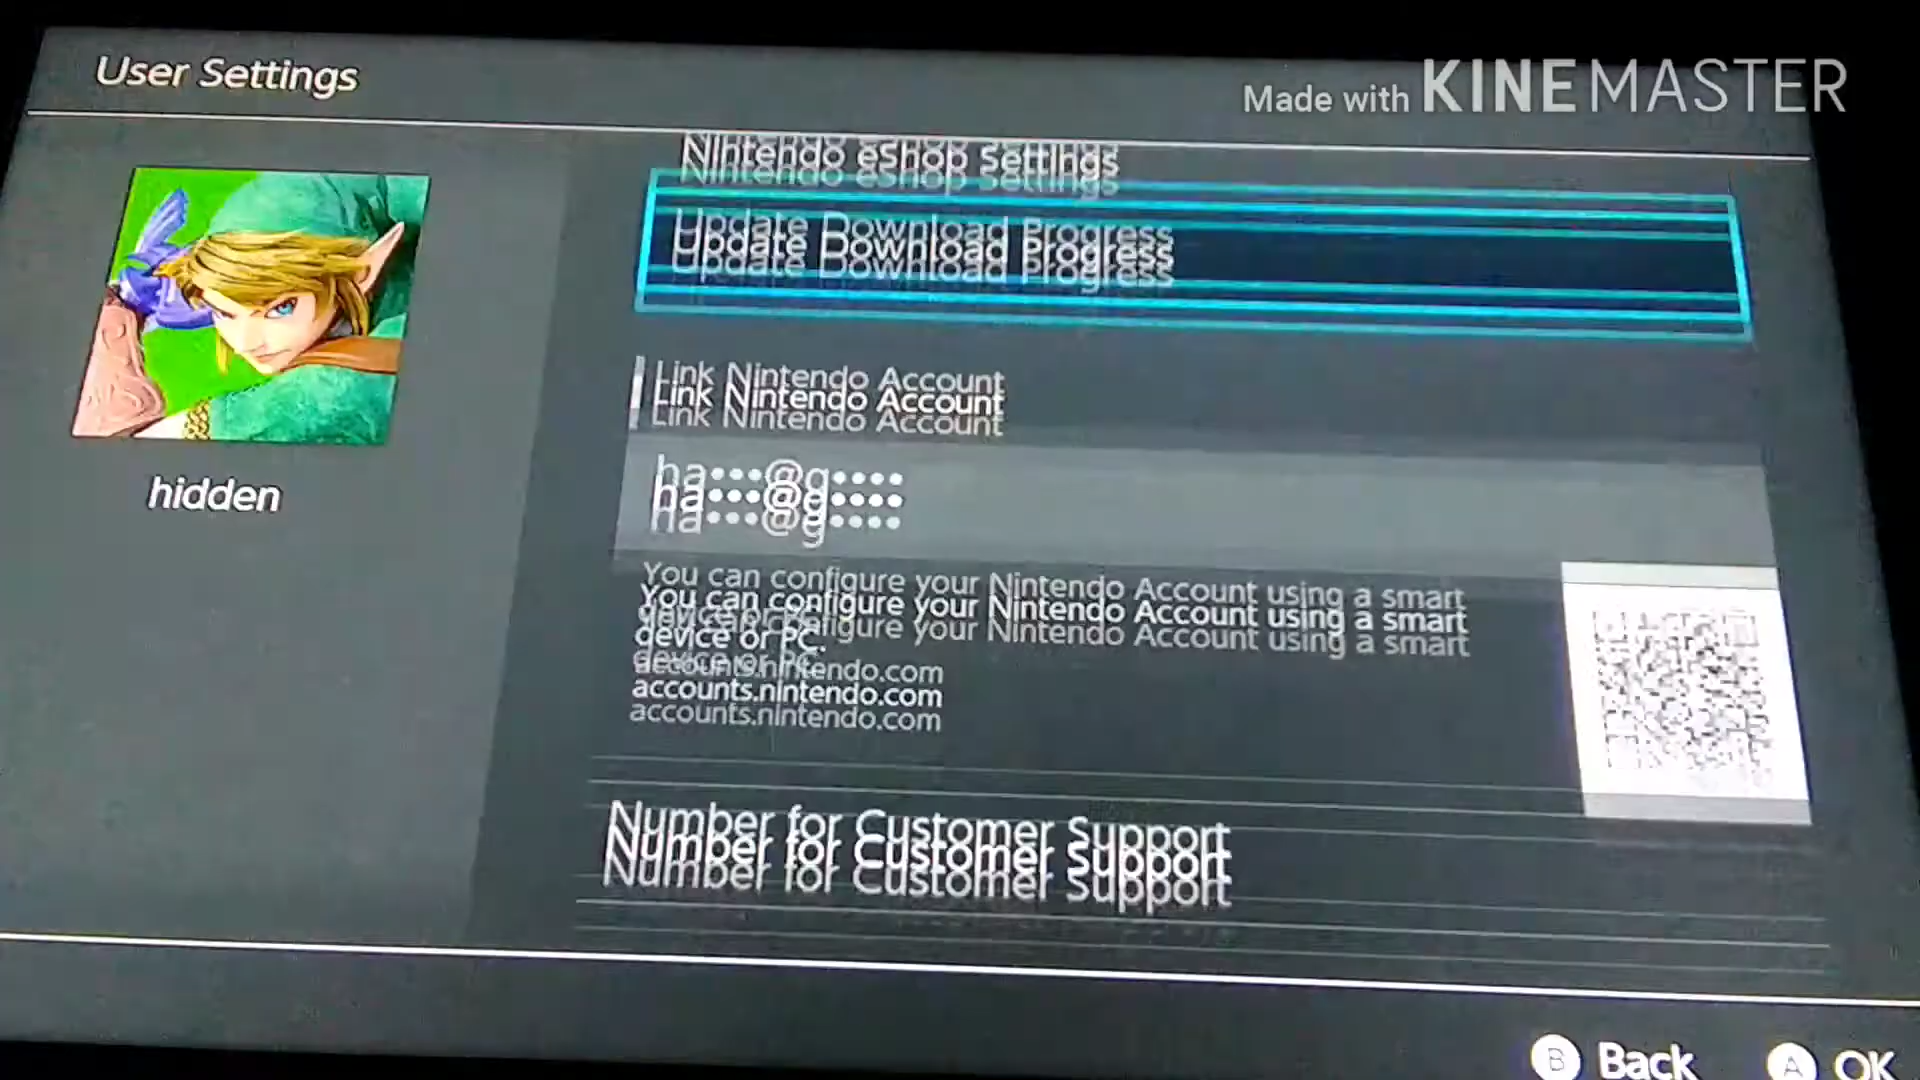 User Settings
Made with KINEMASTER
Nintendo eShop Settings
Update Download Progress
Link Nintendo Account
ha•••@g••••
You can configure your Nintendo Account using a smart
device or PC.
accounts.nintendo.com
hidden
Number for Customer Support
B Back A OK